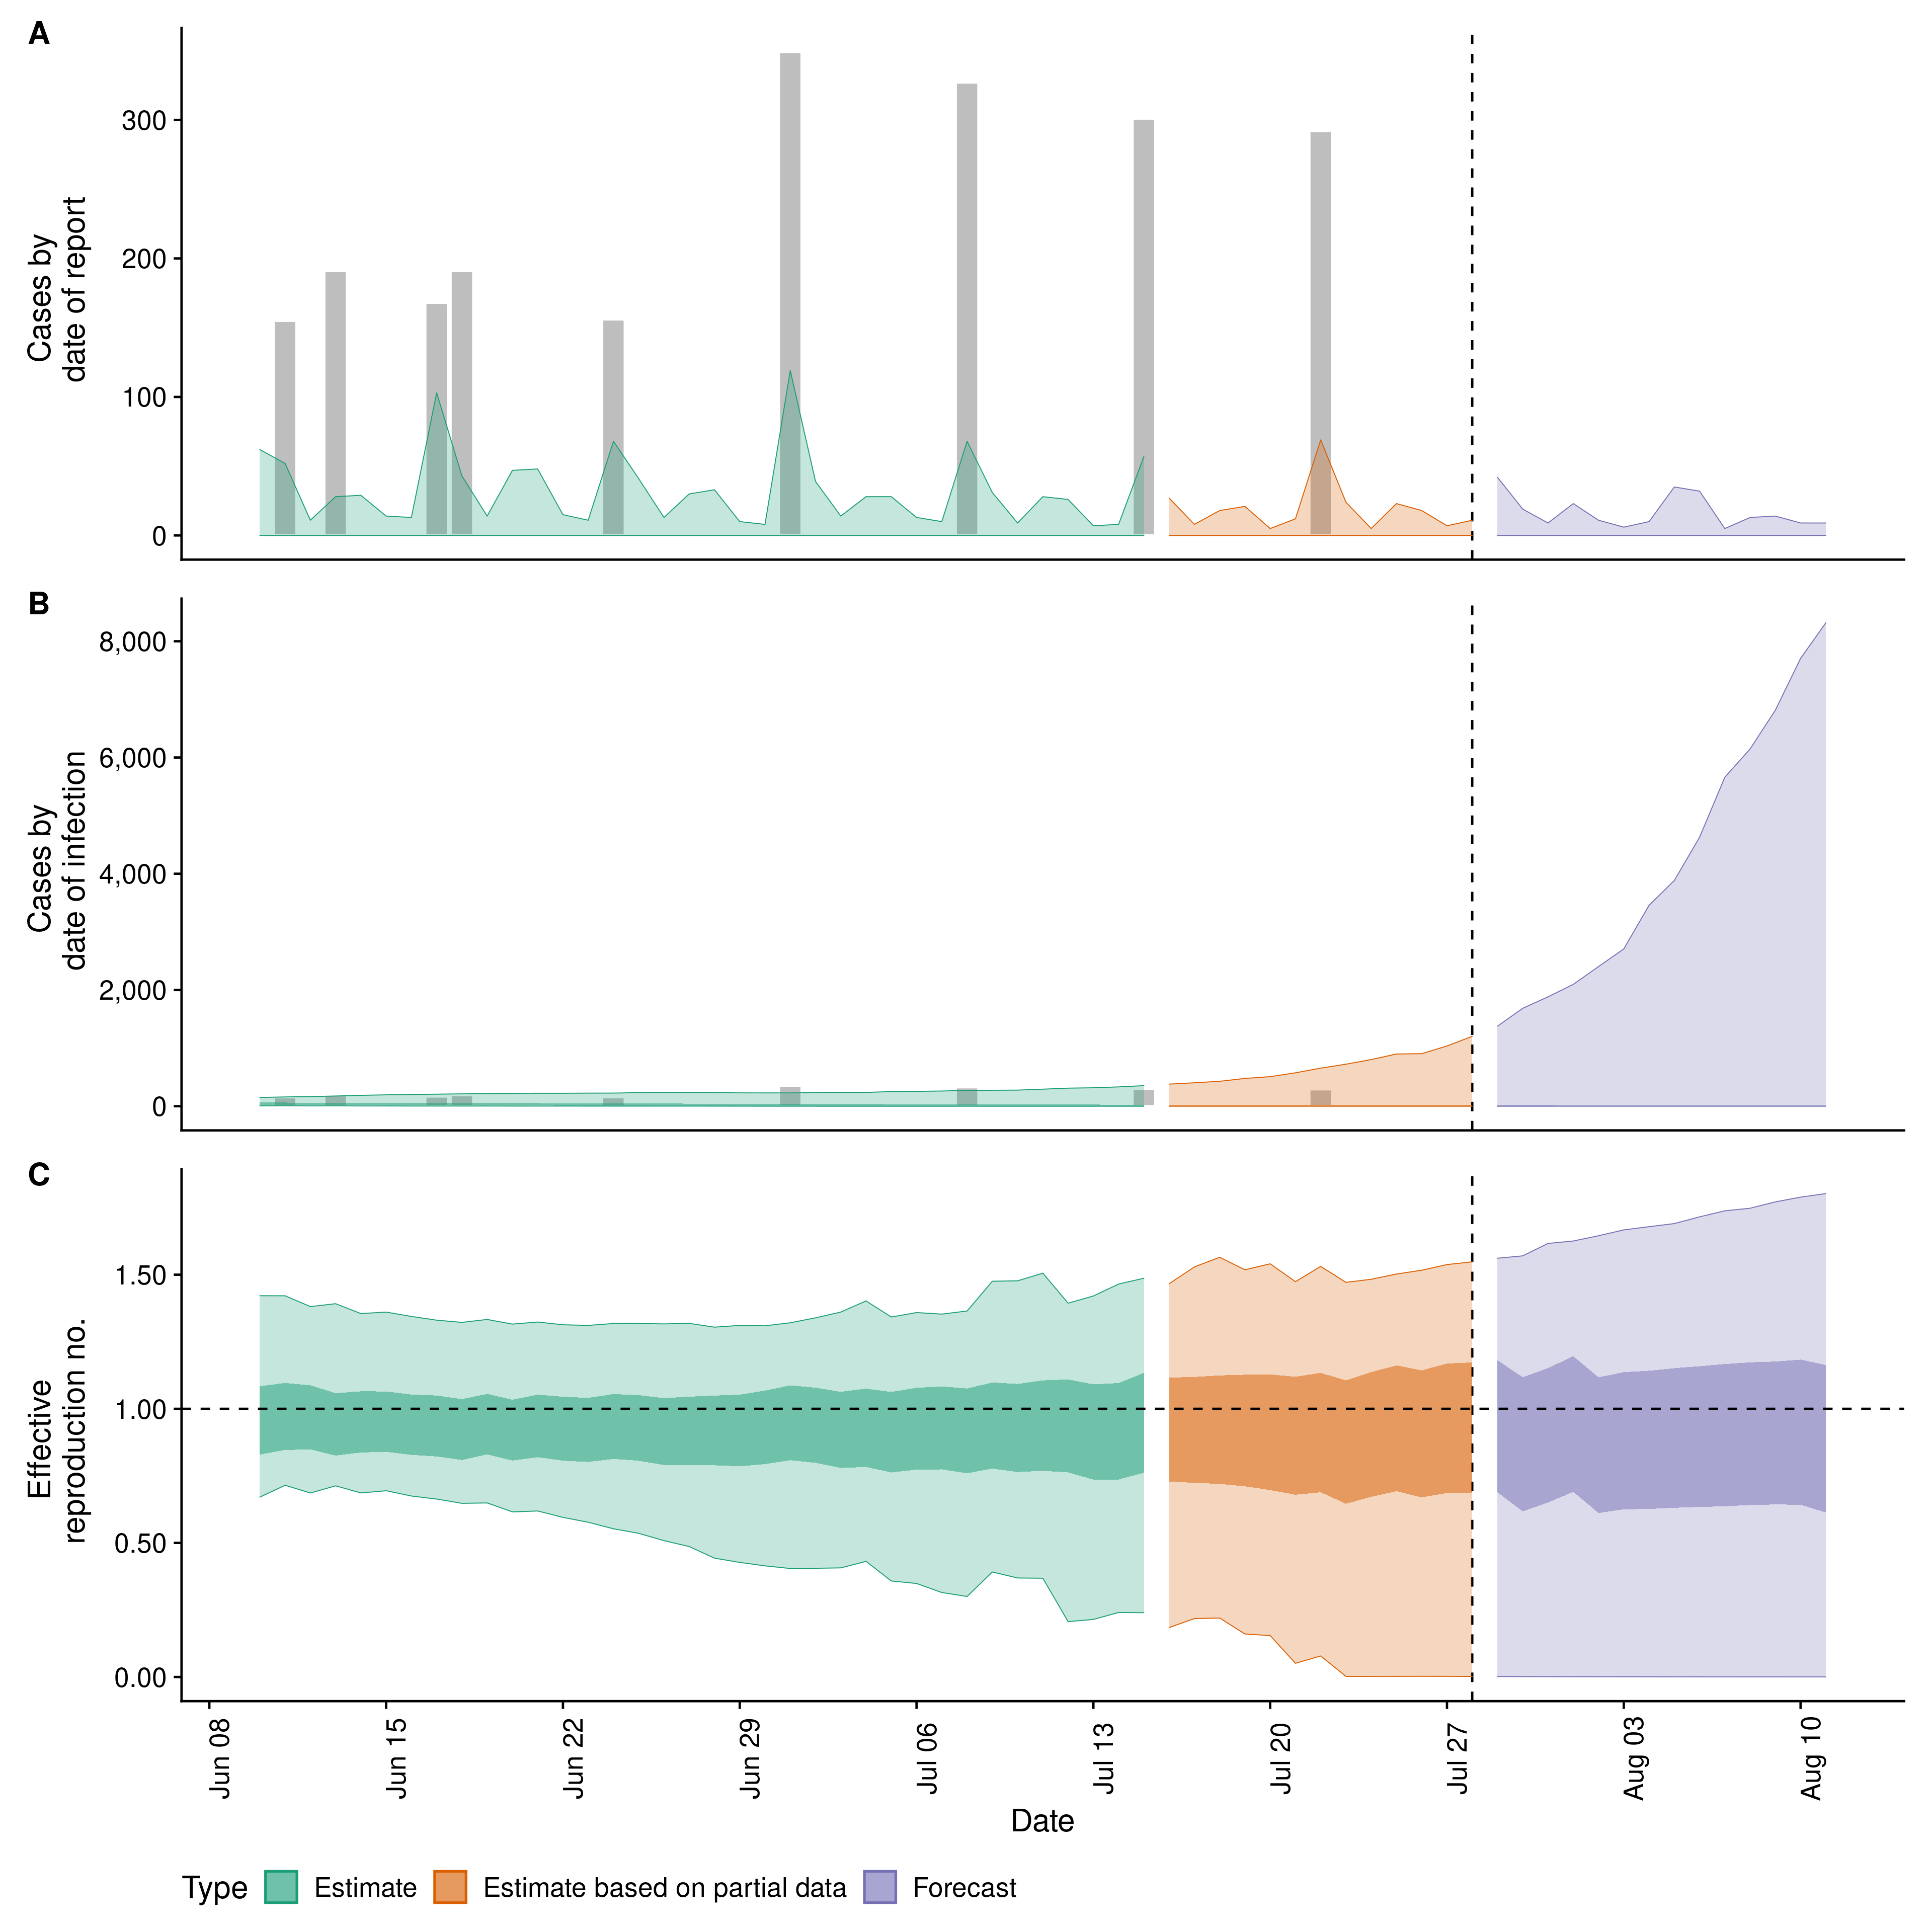 A
Cases by
date of report
300
200
100
0
B
Cases by
date of infection
8,000
6,000
4,000
2,000
0
C
Effective
reproduction no.
1.50
1.00
0.50
0.00
Jun 08
Jun 15
Jun 22
Jun 29
Jul 06
Jul 13
Jul 20
Jul 27
Aug 03
Aug 10
Date
Type Estimate Estimate based on partial data Forecast